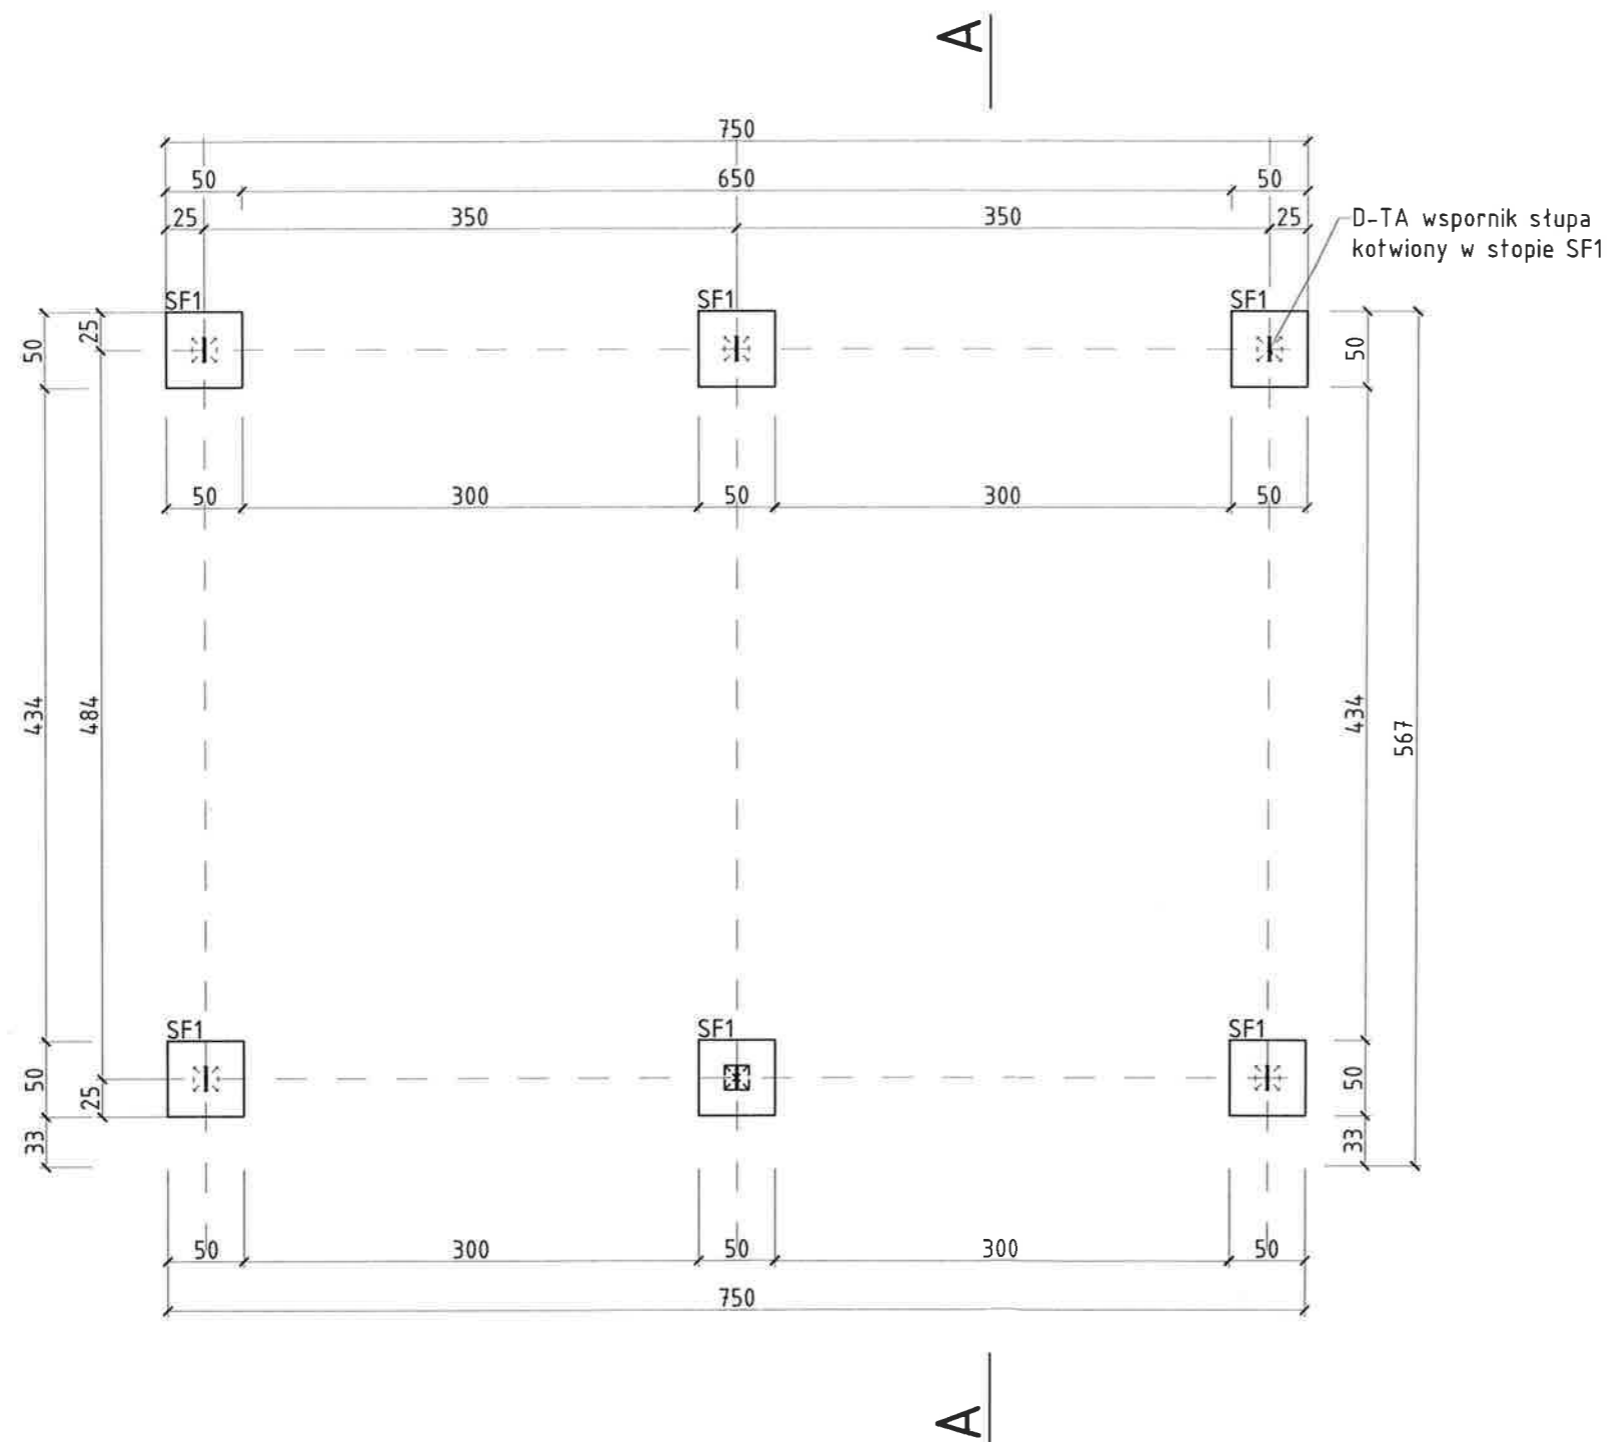 A
750
50 650 50
25 350 350 25
D-TA wspornik słupa
kotwiony w stopie SF1
SF1 SF1 SF1
50 25 50
50 300 50 300 50
434 484 434 567
SF1 SF1 SF1
50 25 50
33 33
50 300 50 300 50
750
A